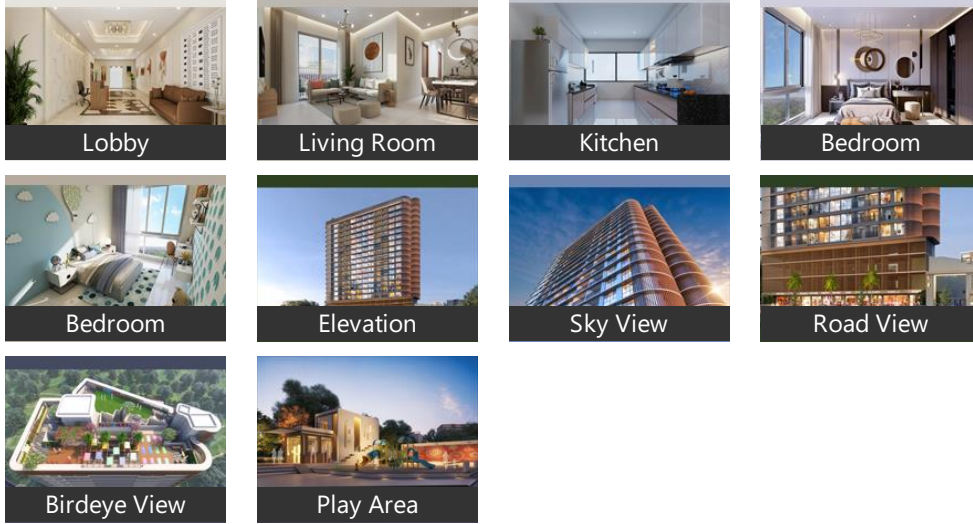 Lobby
Living Room
Kitchen
Bedroom
Bedroom
Elevation
Sky View
Road View
Birdeye View
Play Area